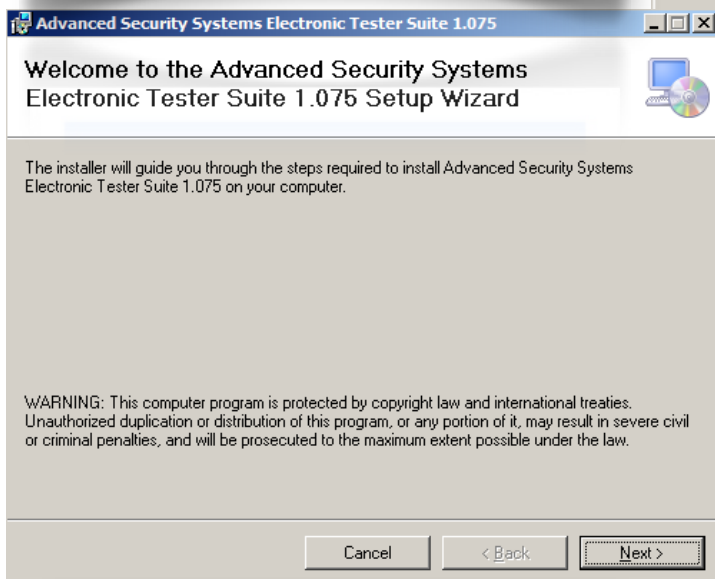 Advanced Security Systems Electronic Tester Suite 1.075
Welcome to the Advanced Security Systems
Electronic Tester Suite 1.075 Setup Wizard
The installer will guide you through the steps required to install Advanced Security Systems
Electronic Tester Suite 1.075 on your computer.
WARNING: This computer program is protected by copyright law and international treaties.
Unauthorized duplication or distribution of this program, or any portion of it, may result in severe civil
or criminal penalties, and will be prosecuted to the maximum extent possible under the law.
Cancel < Back Next >